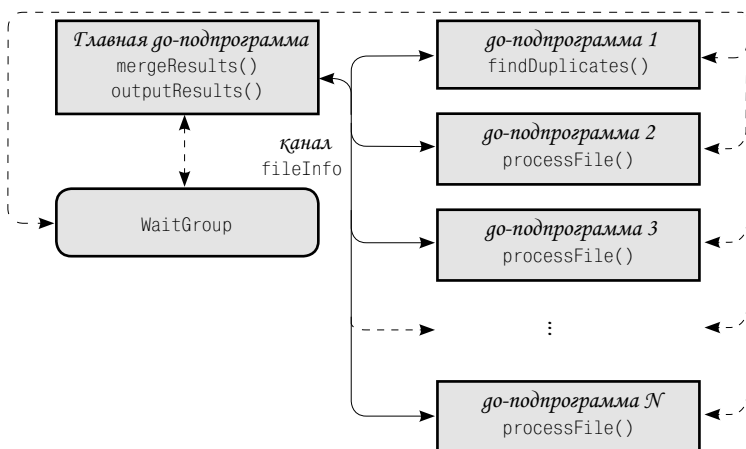 Главная go-подпрограмма
mergeResults()
outputResults()
канал
fileInfo
WaitGroup
go-подпрограмма 1
findDuplicates()
go-подпрограмма 2
processFile()
go-подпрограмма 3
processFile()
⋮
go-подпрограмма N
processFile()